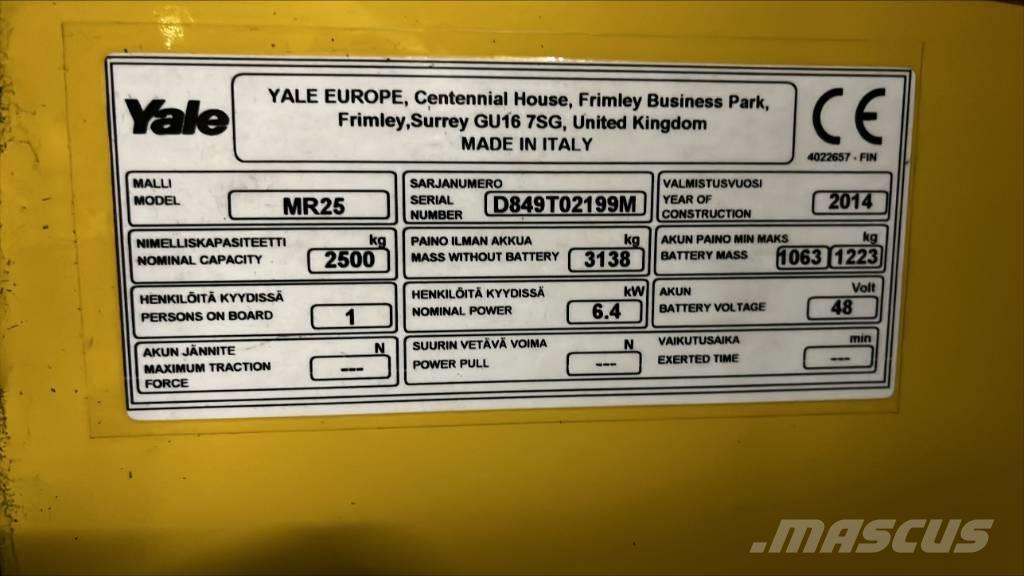 Yale
YALE EUROPE, Centennial House, Frimley Business Park,
Frimley,Surrey GU16 7SG, United Kingdom
MADE IN ITALY
CE
4022657 - FIN
MALLI
MODEL
MR25
SARJANUMERO
SERIAL
NUMBER
D849T02199M
VALMISTUSVUOSI
YEAR OF
CONSTRUCTION
2014
NIMELLISKAPASITEETTI kg
NOMINAL CAPACITY 2500
PAINO ILMAN AKKUA kg
MASS WITHOUT BATTERY 3138
AKUN PAINO MIN MAKS kg
BATTERY MASS 1063 1223
HENKILÖITÄ KYYDISSÄ
PERSONS ON BOARD 1
HENKILÖITÄ KYYDISSÄ kW
NOMINAL POWER 6.4
AKUN Volt
BATTERY VOLTAGE 48
AKUN JÄNNITE N
MAXIMUM TRACTION
FORCE
---
SUURIN VETÄVÄ VOIMA N
POWER PULL ---
VAIKUTUSAIKA min
EXERTED TIME ---
MASCUS